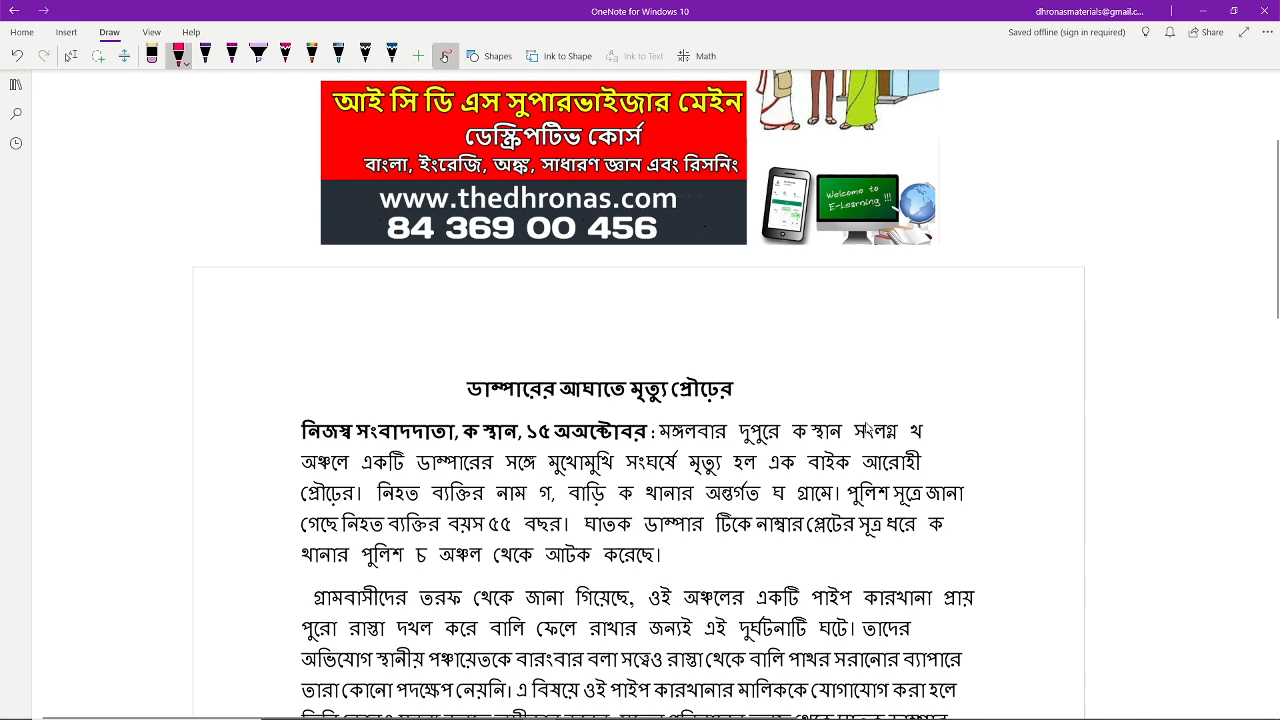 OneNote for Windows 10
dhronasmaterials@gmail.c...
Home Insert Draw View Help
Saved offline (sign in required) Share
Shapes Ink to Shape Ink to Text Math
আই সি ডি এস সুপারভাইজার মেইন
ডেস্ক্রিপটিভ কোর্স
বাংলা, ইংরেজি, অঙ্ক, সাধারণ জ্ঞান এবং রিসনিং
www.thedhronas.com
84 369 00 456
Welcome to
E-Learning !!!
ডাম্পারের আঘাতে মৃত্যু প্রৌঢ়ের
নিজস্ব সংবাদদাতা, ক স্থান, ১৫ অঅক্টোবর : মঙ্গলবার দুপুরে ক স্থান সংলগ্ন খ
অঞ্চলে একটি ডাম্পারের সঙ্গে মুখোমুখি সংঘর্ষে মৃত্যু হল এক বাইক আরোহী
প্রৌঢ়ের। নিহত ব্যক্তির নাম গ, বাড়ি ক থানার অন্তর্গত ঘ গ্রামে। পুলিশ সূত্রে জানা
গেছে নিহত ব্যক্তির বয়স ৫৫ বছর। ঘাতক ডাম্পার টিকে নাম্বার প্লেটের সূত্র ধরে ক
থানার পুলিশ চ অঞ্চল থেকে আটক করেছে।
গ্রামবাসীদের তরফ থেকে জানা গিয়েছে, ওই অঞ্চলের একটি পাইপ কারখানা প্রায়
পুরো রাস্তা দখল করে বালি ফেলে রাখার জন্যই এই দুর্ঘটনাটি ঘটে। তাদের
অভিযোগ স্থানীয় পঞ্চায়েতকে বারংবার বলা সত্ত্বেও রাস্তা থেকে বালি পাথর সরানোর ব্যাপারে
তারা কোনো পদক্ষেপ নেয়নি। এ বিষয়ে ওই পাইপ কারখানার মালিককে যোগাযোগ করা হলে